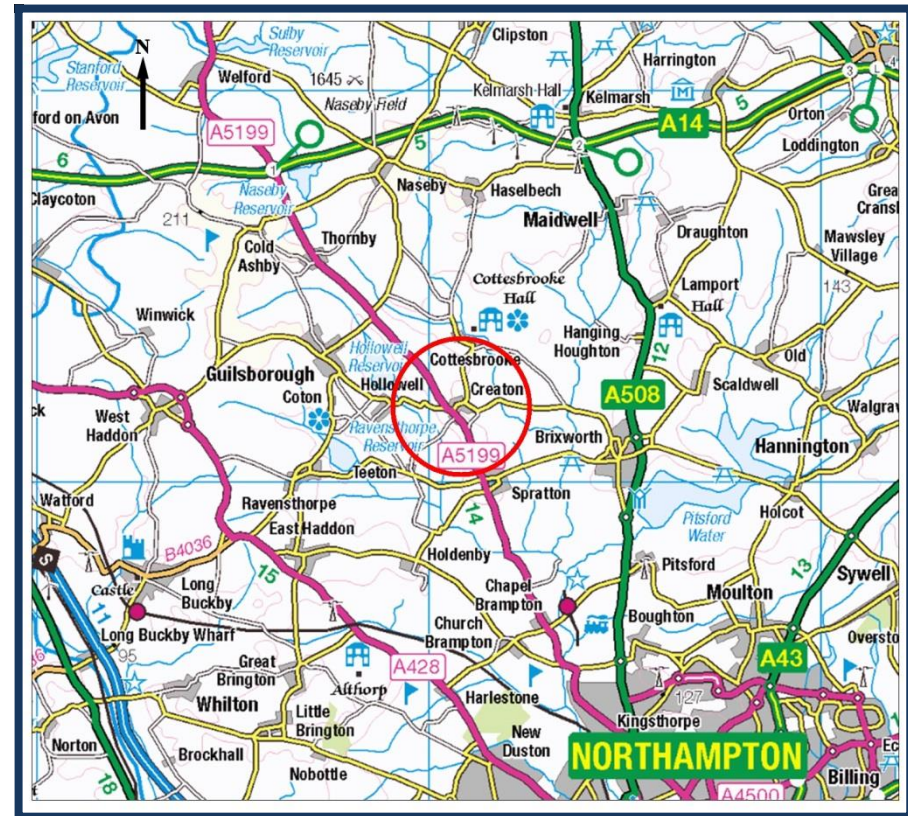 N
Sulby
Reservoir
Clipston
Harrington
Stanford
Reservoir
Welford
1645
Naseby Field
Kelmarsh Hall
Kelmarsh
M
5
3
4
ford on Avon
A5199
A14
Orton
Loddington
6
5
2
1
Claycoton
Naseby
Reservoir
Naseby
Haselbech
Maidwell
211
Thornby
Cold
Ashby
Draughton
Mawsley
Village
Cottesbrooke
Hall
Lamport
Hall
143
Winwick
Hanging
Houghton
12
Old
Hollowell
Reservoir
Cottesbrooke
Guilsborough
Hollowell
Creaton
Coton
A508
Scaldwell
West
Haddon
Ravensthorpe
Reservoir
A5199
Brixworth
Hannington
Teeton
Spratton
Watford
Ravensthorpe
14
Pitsford
Water
Holcot
East Haddon
B4036
15
Holdenby
S
Castle
Long
Buckby
Chapel
Brampton
Pitsford
Moulton
13
Sywell
11
Long Buckby Wharf
Church
Brampton
Boughton
95
Great
Brington
A428
A43
Althorp
Harlestone
127
Whilton
Little
Brington
Kingsthorpe
New
Duston
Norton
Brockhall
NORTHAMPTON
Nobottle
Billing
18
A4500